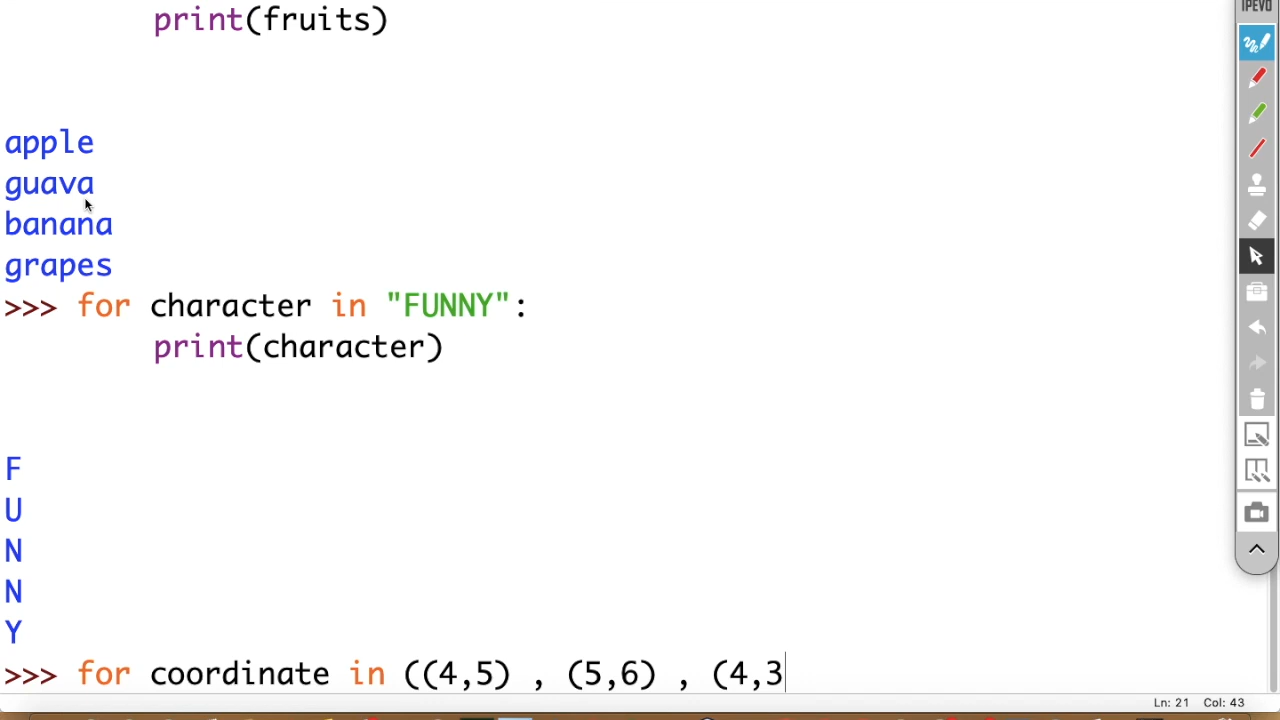 print(fruits)
apple
guava
banana
grapes
>>> for character in "FUNNY":
print(character)
F
U
N
N
Y
>>> for coordinate in ((4,5) , (5,6) , (4,3
IPEVO
Ln: 21 Col: 43